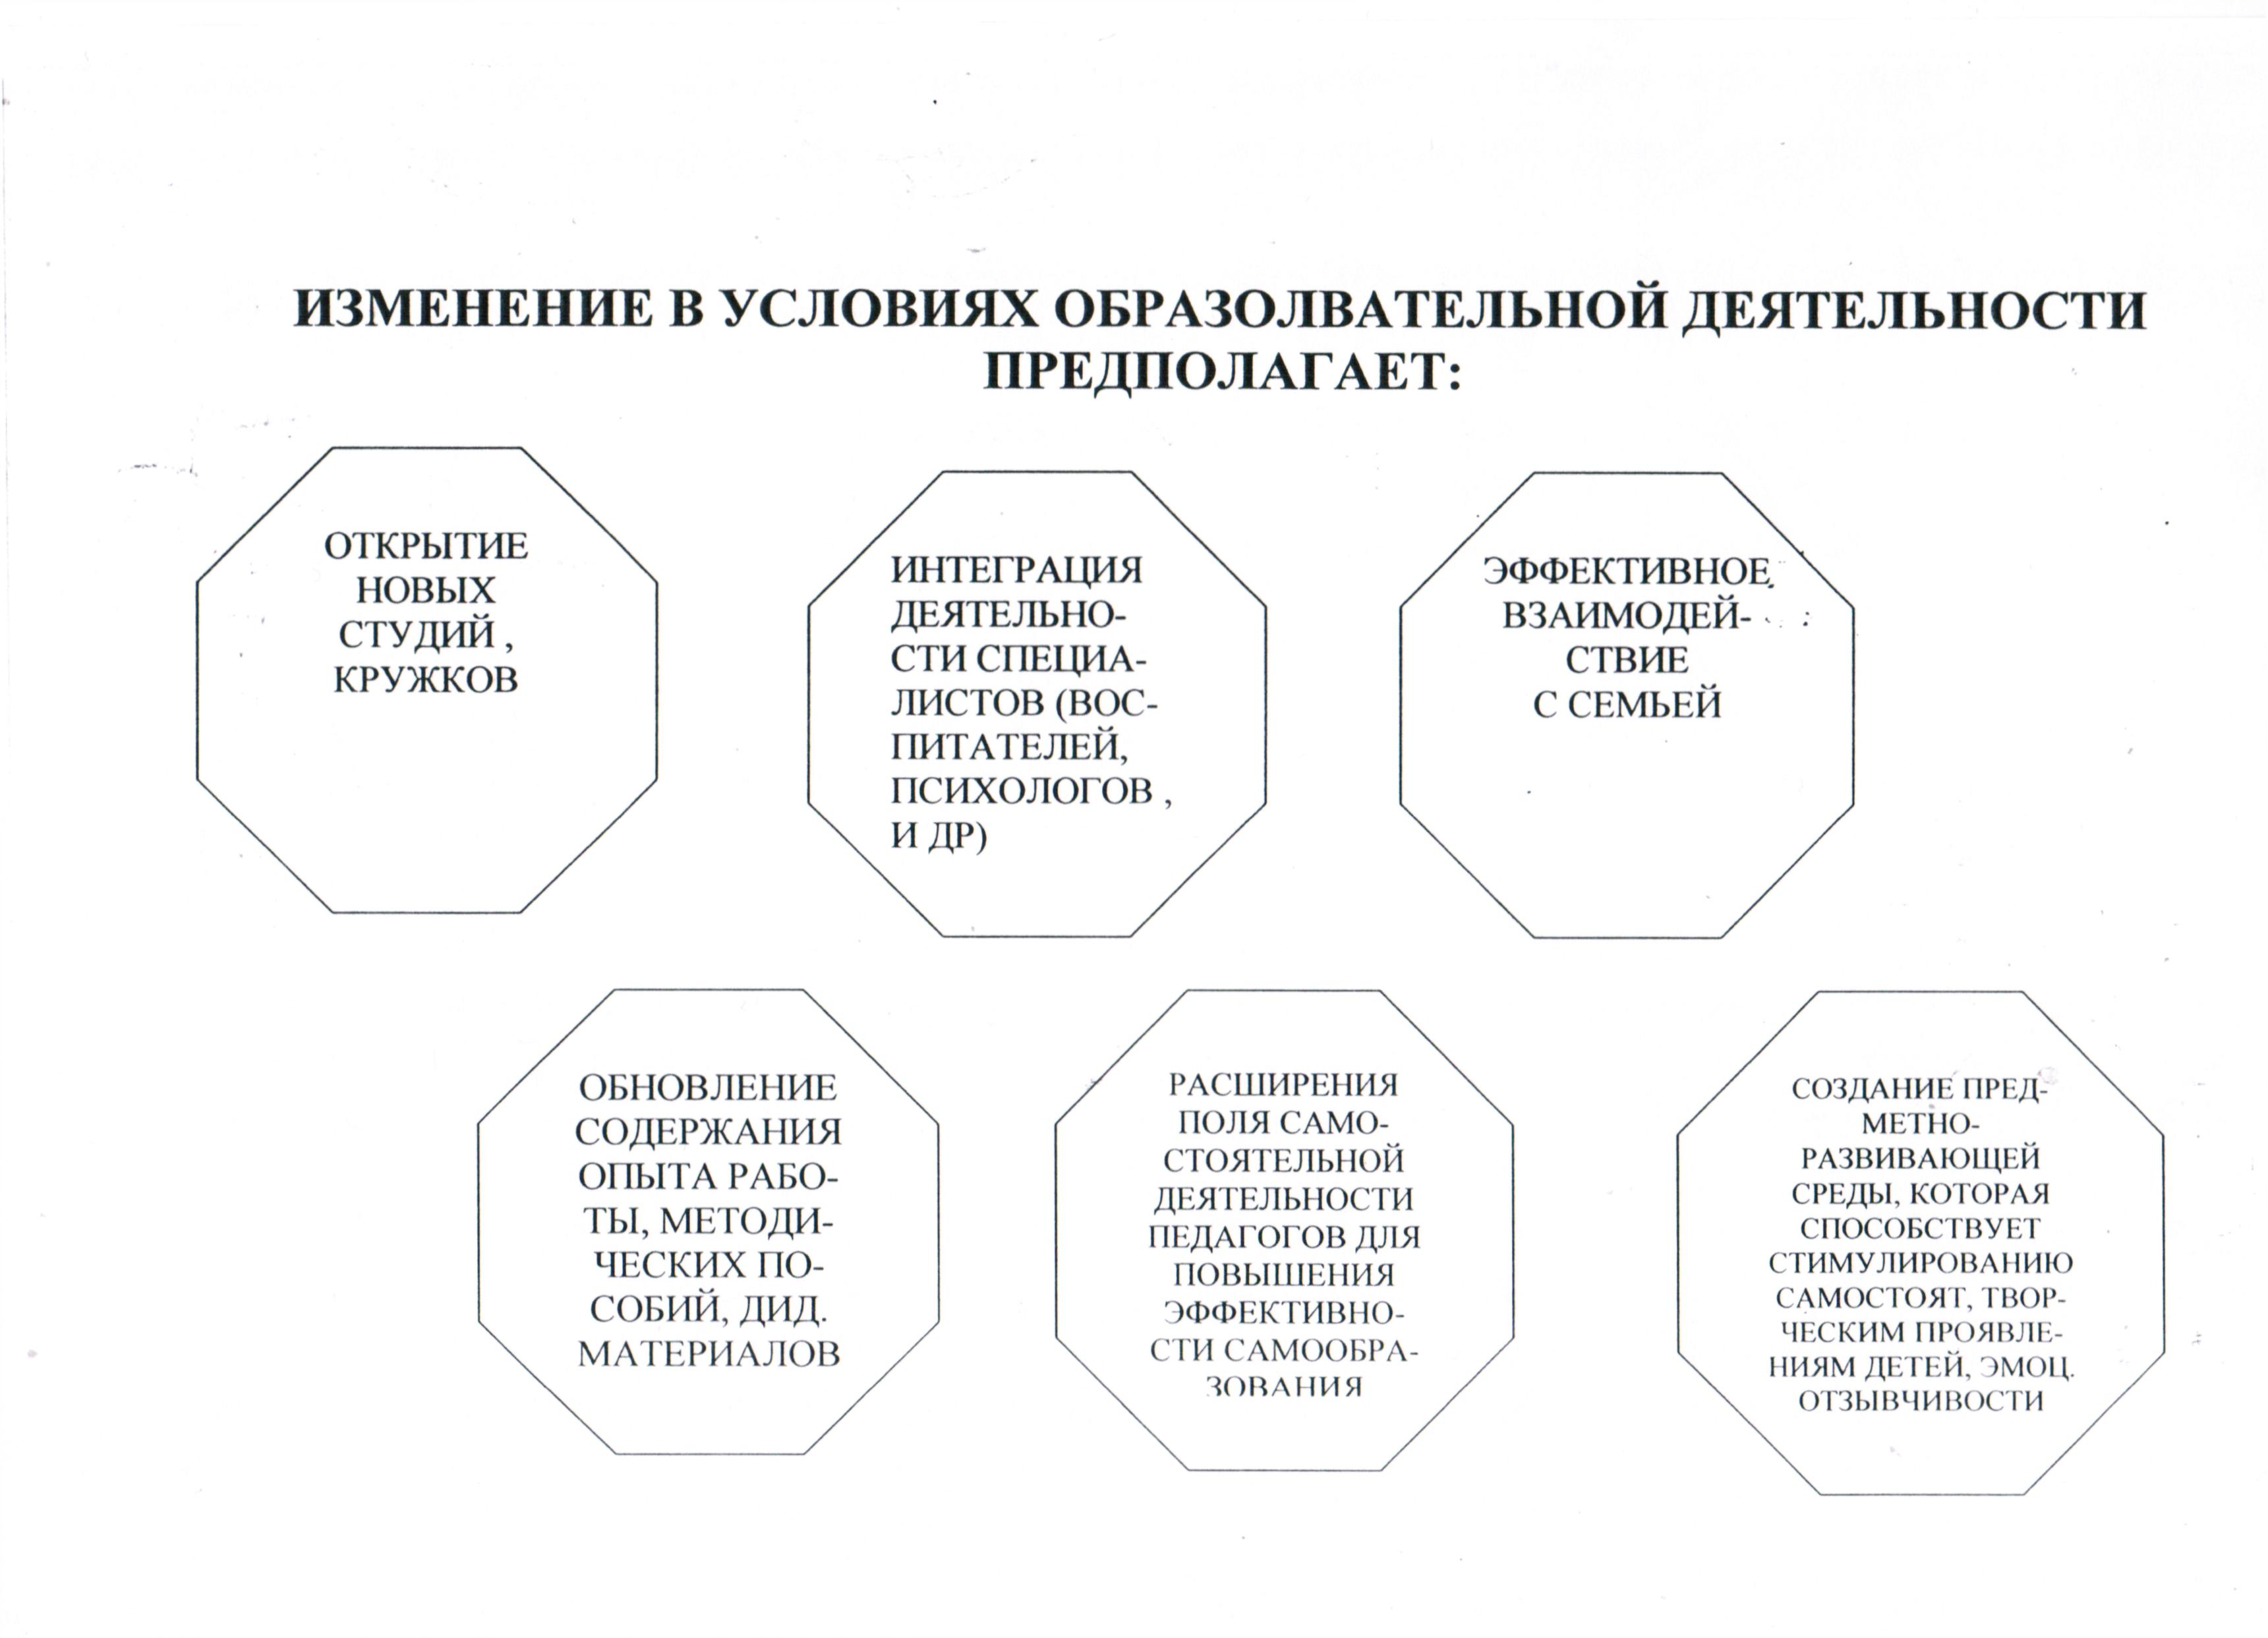 ИЗМЕНЕНИЕ В УСЛОВИЯХ ОБРАЗОЛВАТЕЛЬНОЙ ДЕЯТЕЛЬНОСТИ
ПРЕДПОЛАГАЕТ:
ОТКРЫТИЕ
НОВЫХ
СТУДИЙ ,
КРУЖКОВ
ИНТЕГРАЦИЯ
ДЕЯТЕЛЬНО-
СТИ СПЕЦИА-
ЛИСТОВ (ВОС-
ПИТАТЕЛЕЙ,
ПСИХОЛОГОВ ,
И ДР)
ЭФФЕКТИВНОЕ
ВЗАИМОДЕЙ-
СТВИЕ
С СЕМЬЕЙ
ОБНОВЛЕНИЕ
СОДЕРЖАНИЯ
ОПЫТА РАБО-
ТЫ, МЕТОДИ-
ЧЕСКИХ ПО-
СОБИЙ, ДИД.
МАТЕРИАЛОВ
РАСШИРЕНИЯ
ПОЛЯ САМО-
СТОЯТЕЛЬНОЙ
ДЕЯТЕЛЬНОСТИ
ПЕДАГОГОВ ДЛЯ
ПОВЫШЕНИЯ
ЭФФЕКТИВНО-
СТИ САМООБРА-
ЗОВАНИЯ
СОЗДАНИЕ ПРЕД-
МЕТНО-
РАЗВИВАЮЩЕЙ
СРЕДЫ, КОТОРАЯ
СПОСОБСТВУЕТ
СТИМУЛИРОВАНИЮ
САМОСТОЯТ, ТВОР-
ЧЕСКИМ ПРОЯВЛЕ-
НИЯМ ДЕТЕЙ, ЭМОЦ.
ОТЗЫВЧИВОСТИ